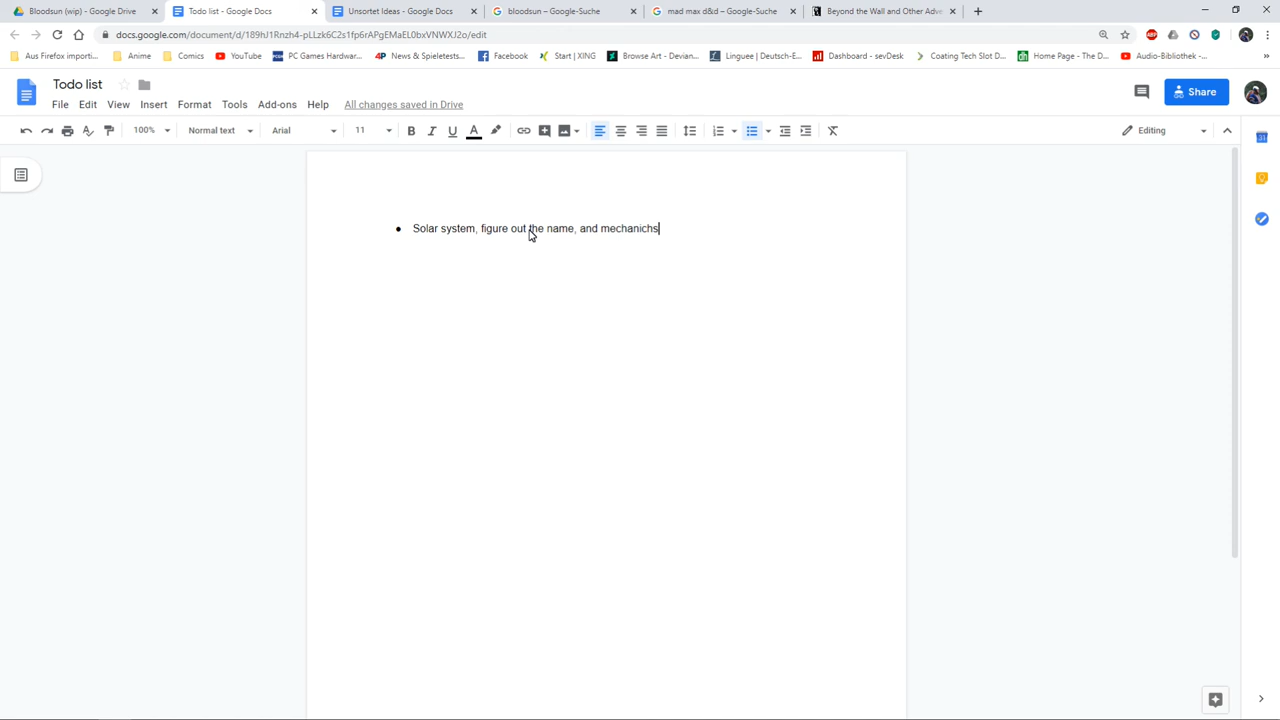 Bloodsun (wip) - Google Drive
Todo list - Google Docs
Unsortet Ideas - Google Docs
bloodsun – Google-Suche
mad max d&d – Google-Suche
Beyond the Wall and Other Adve
docs.google.com/document/d/189hJ1Rnzh4-pLLzk6C2s1fp6rAPgEMaEL0bxVNWXJ2o/edit
ABP
Aus Firefox importi...
Anime
Comics
YouTube
PC Games Hardwar...
4P News & Spieletests...
Facebook
Start | XING
Browse Art - Devian...
Linguee | Deutsch-E...
Dashboard - sevDesk
Coating Tech Slot D...
Home Page - The D...
Audio-Bibliothek -...
Todo list
File Edit View Insert Format Tools Add-ons Help All changes saved in Drive
Share
100% Normal text Arial 11 B I U A Editing
31
Solar system, figure out the name, and mechanichs